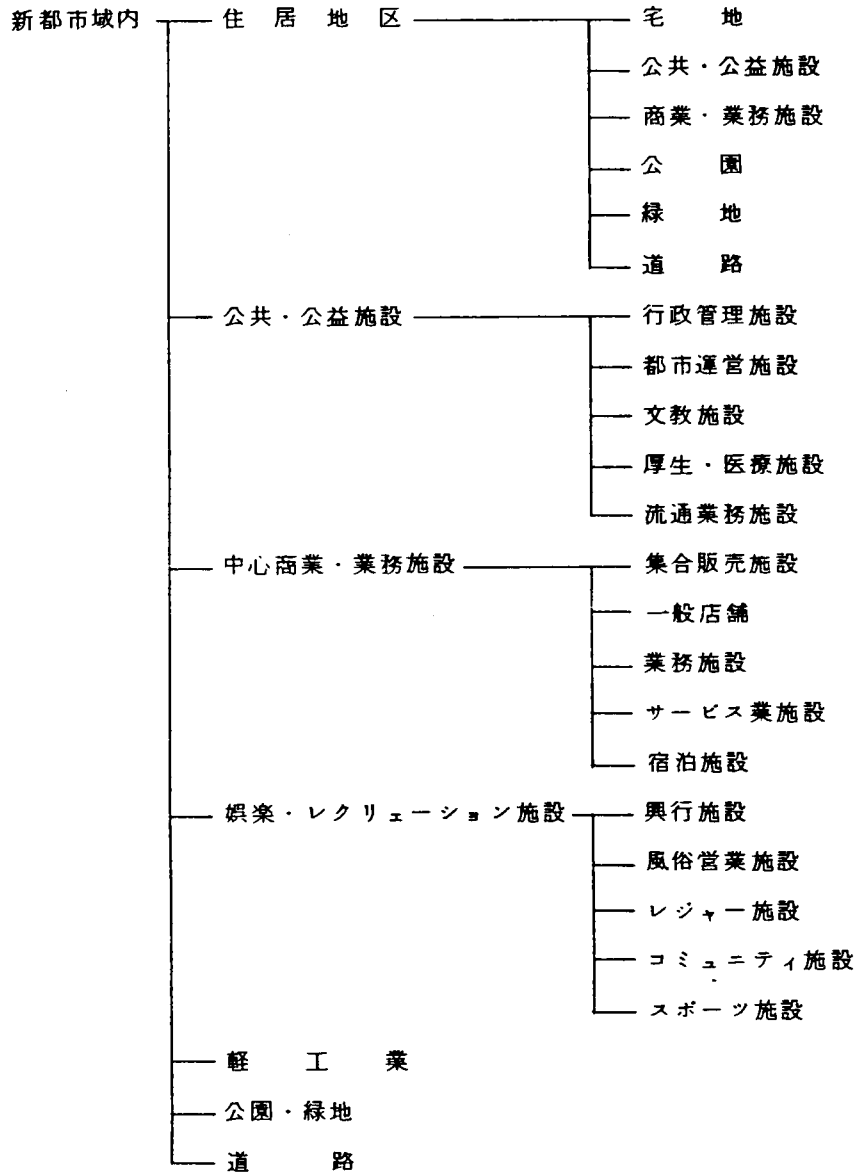 新都市域内 住居地区 宅地
公共・公益施設
商業・業務施設
公園
緑地
道路
公共・公益施設 行政管理施設
都市運営施設
文教施設
厚生・医療施設
流通業務施設
中心商業・業務施設 集合販売施設
一般店舗
業務施設
サービス業施設
宿泊施設
娯楽・レクリェーション施設 興行施設
風俗営業施設
レジャー施設
コミュニティ施設
スポーツ施設
軽工業
公園・緑地
道路